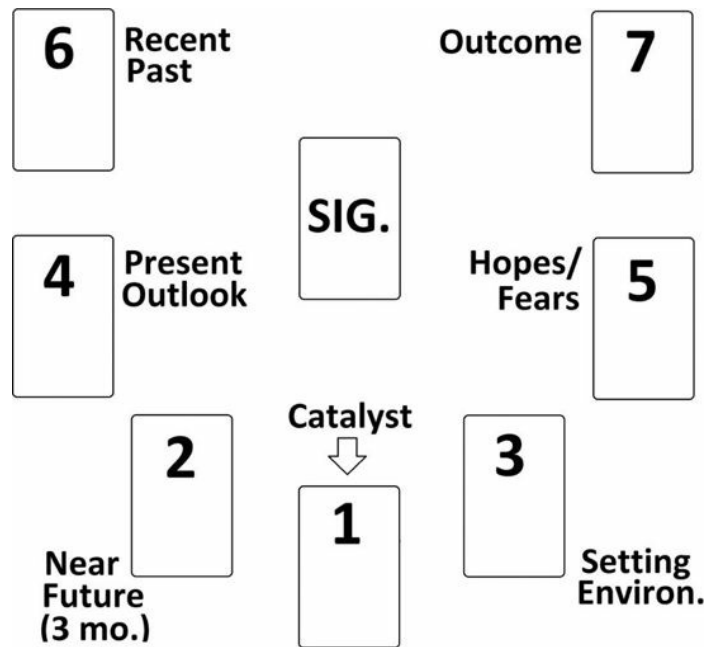 6
Recent
Past
Outcome
7
SIG.
4
Present
Outlook
Hopes/
Fears
5
Catalyst
2
3
1
Near
Future
(3 mo.)
Setting
Environ.